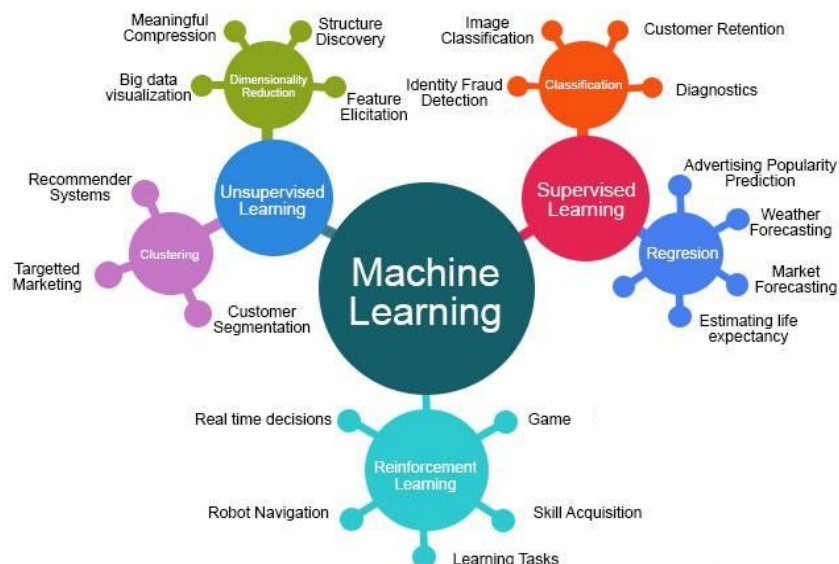 Meaningful
Compression
Structure
Discovery
Big data
visualization
Dimensionality
Reduction
Feature
Elicitation
Image
Classification
Customer Retention
Identity Fraud
Detection
Classification
Diagnostics
Recommender
Systems
Unsupervised
Learning
Clustering
Targetted
Marketing
Customer
Segmentation
Machine
Learning
Supervised
Learning
Advertising Popularity
Prediction
Weather
Forecasting
Regresion
Market
Forecasting
Estimating life
expectancy
Real time decisions
Game
Reinforcement
Learning
Robot Navigation
Skill Acquisition
Learning Tasks